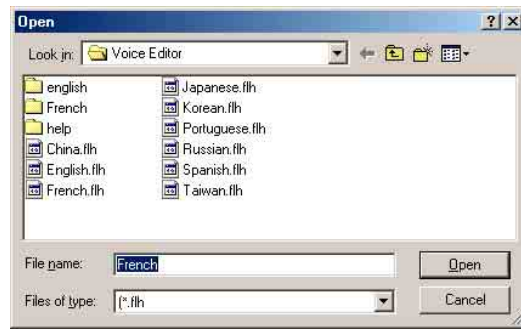 Open
Look in: Voice Editor
english
French
help
China.flh
English.flh
French.flh
Japanese.flh
Korean.flh
Portuguese.flh
Russian.flh
Spanish.flh
Taiwan.flh
File name: French Open
Files of type: (*.flh Cancel